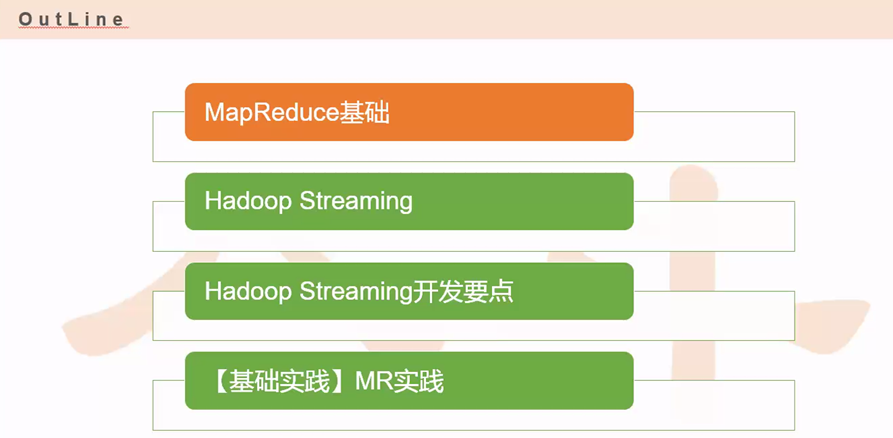 OutLine
MapReduce基础
Hadoop Streaming
Hadoop Streaming开发要点
【基础实践】MR实践